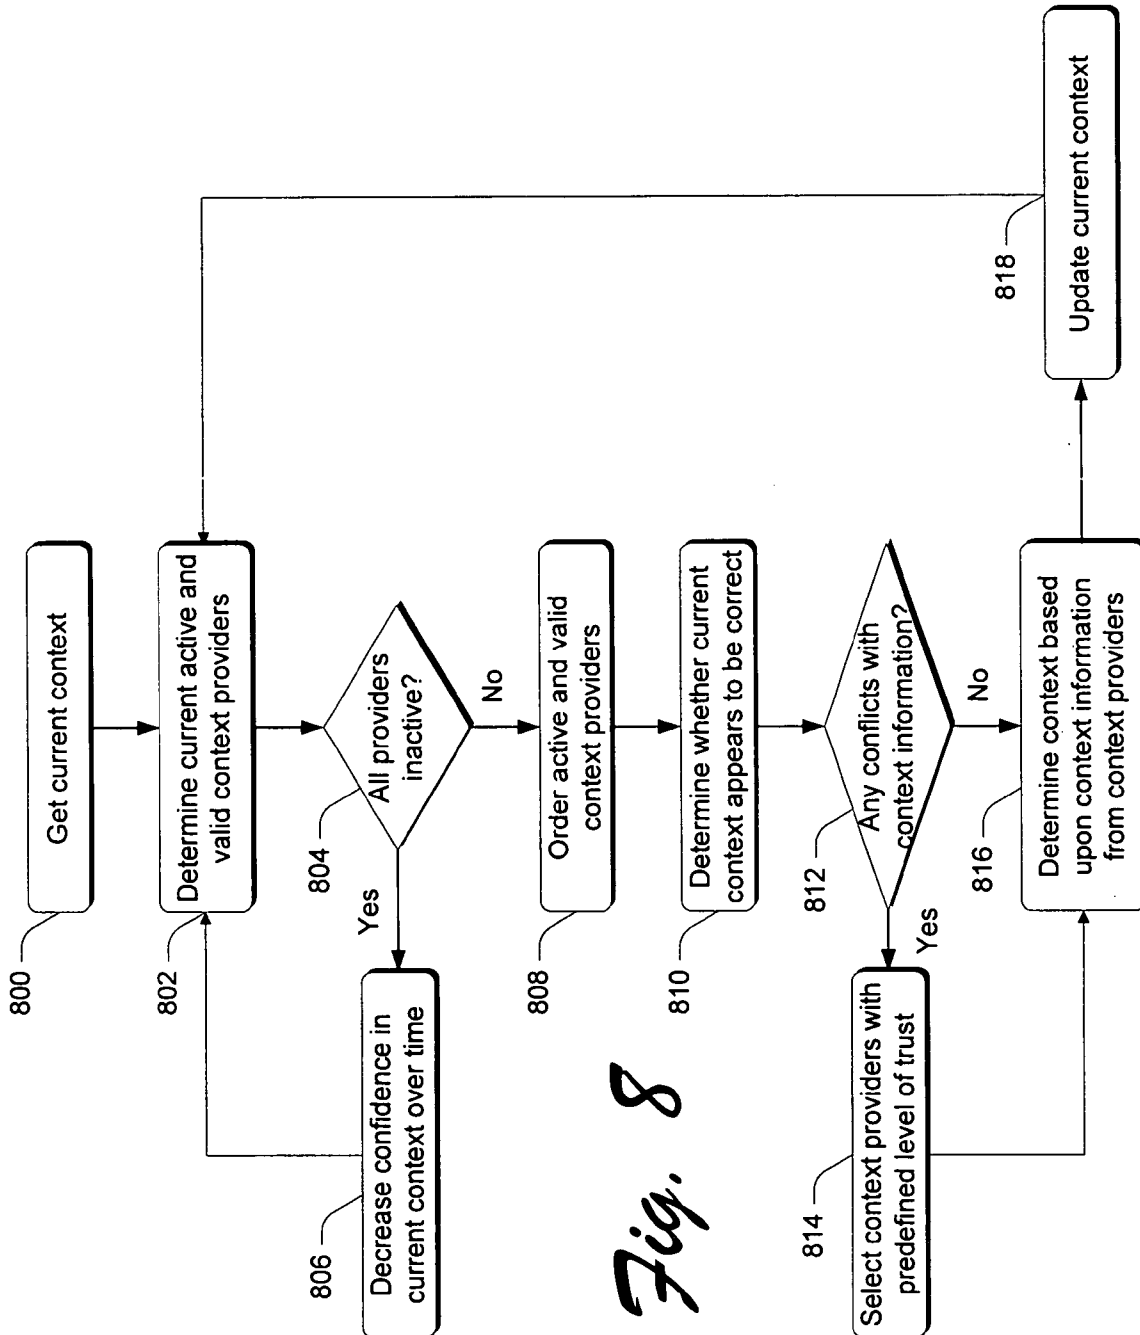 800
Get current context
802
Determine current active and
valid context providers
804
All providers
inactive?
Yes
No
806
Decrease confidence in
current context over time
808
Order active and valid
context providers
810
Determine whether current
context appears to be correct
812
Any conflicts with
context information?
Yes
No
814
Select context providers with
predefined level of trust
816
Determine context based
upon context information
from context providers
818
Update current context
Fig. 8